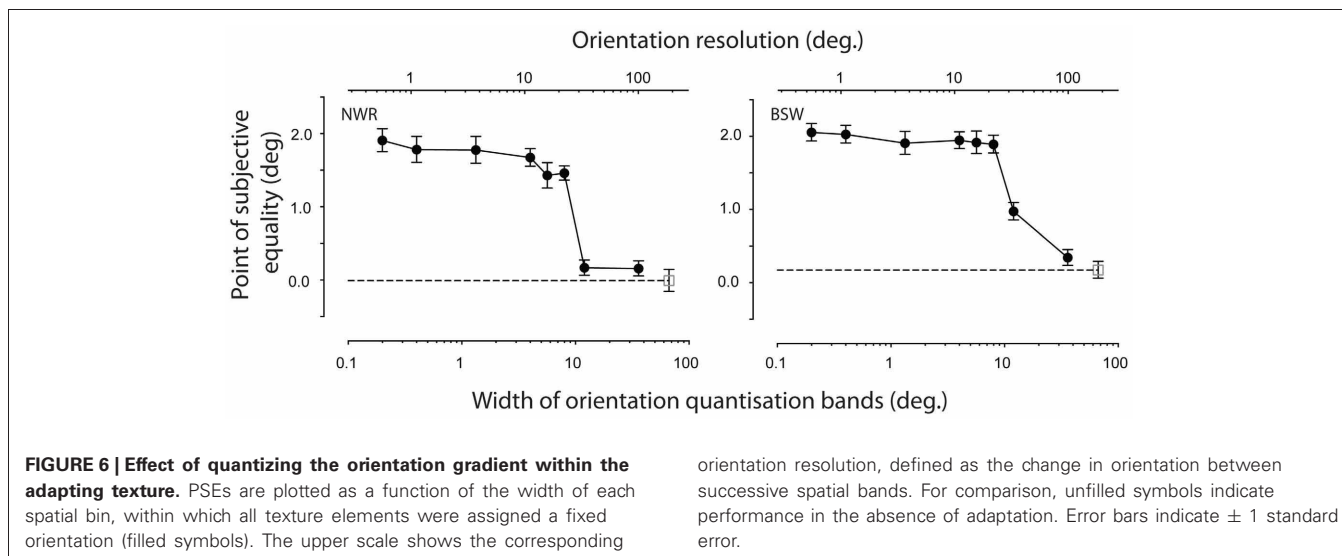 Orientation resolution (deg.)
1 10 100 1 10 100
NWR BSW
2.0 2.0
1.0 1.0
0.0 0.0
Point of subjective
equality (deg)
0.1 1 10 100 0.1 1 10 100
Width of orientation quantisation bands (deg.)
FIGURE 6 | Effect of quantizing the orientation gradient within the
adapting texture. PSEs are plotted as a function of the width of each
spatial bin, within which all texture elements were assigned a fixed
orientation (filled symbols). The upper scale shows the corresponding
orientation resolution, defined as the change in orientation between
successive spatial bands. For comparison, unfilled symbols indicate
performance in the absence of adaptation. Error bars indicate ± 1 standard
error.